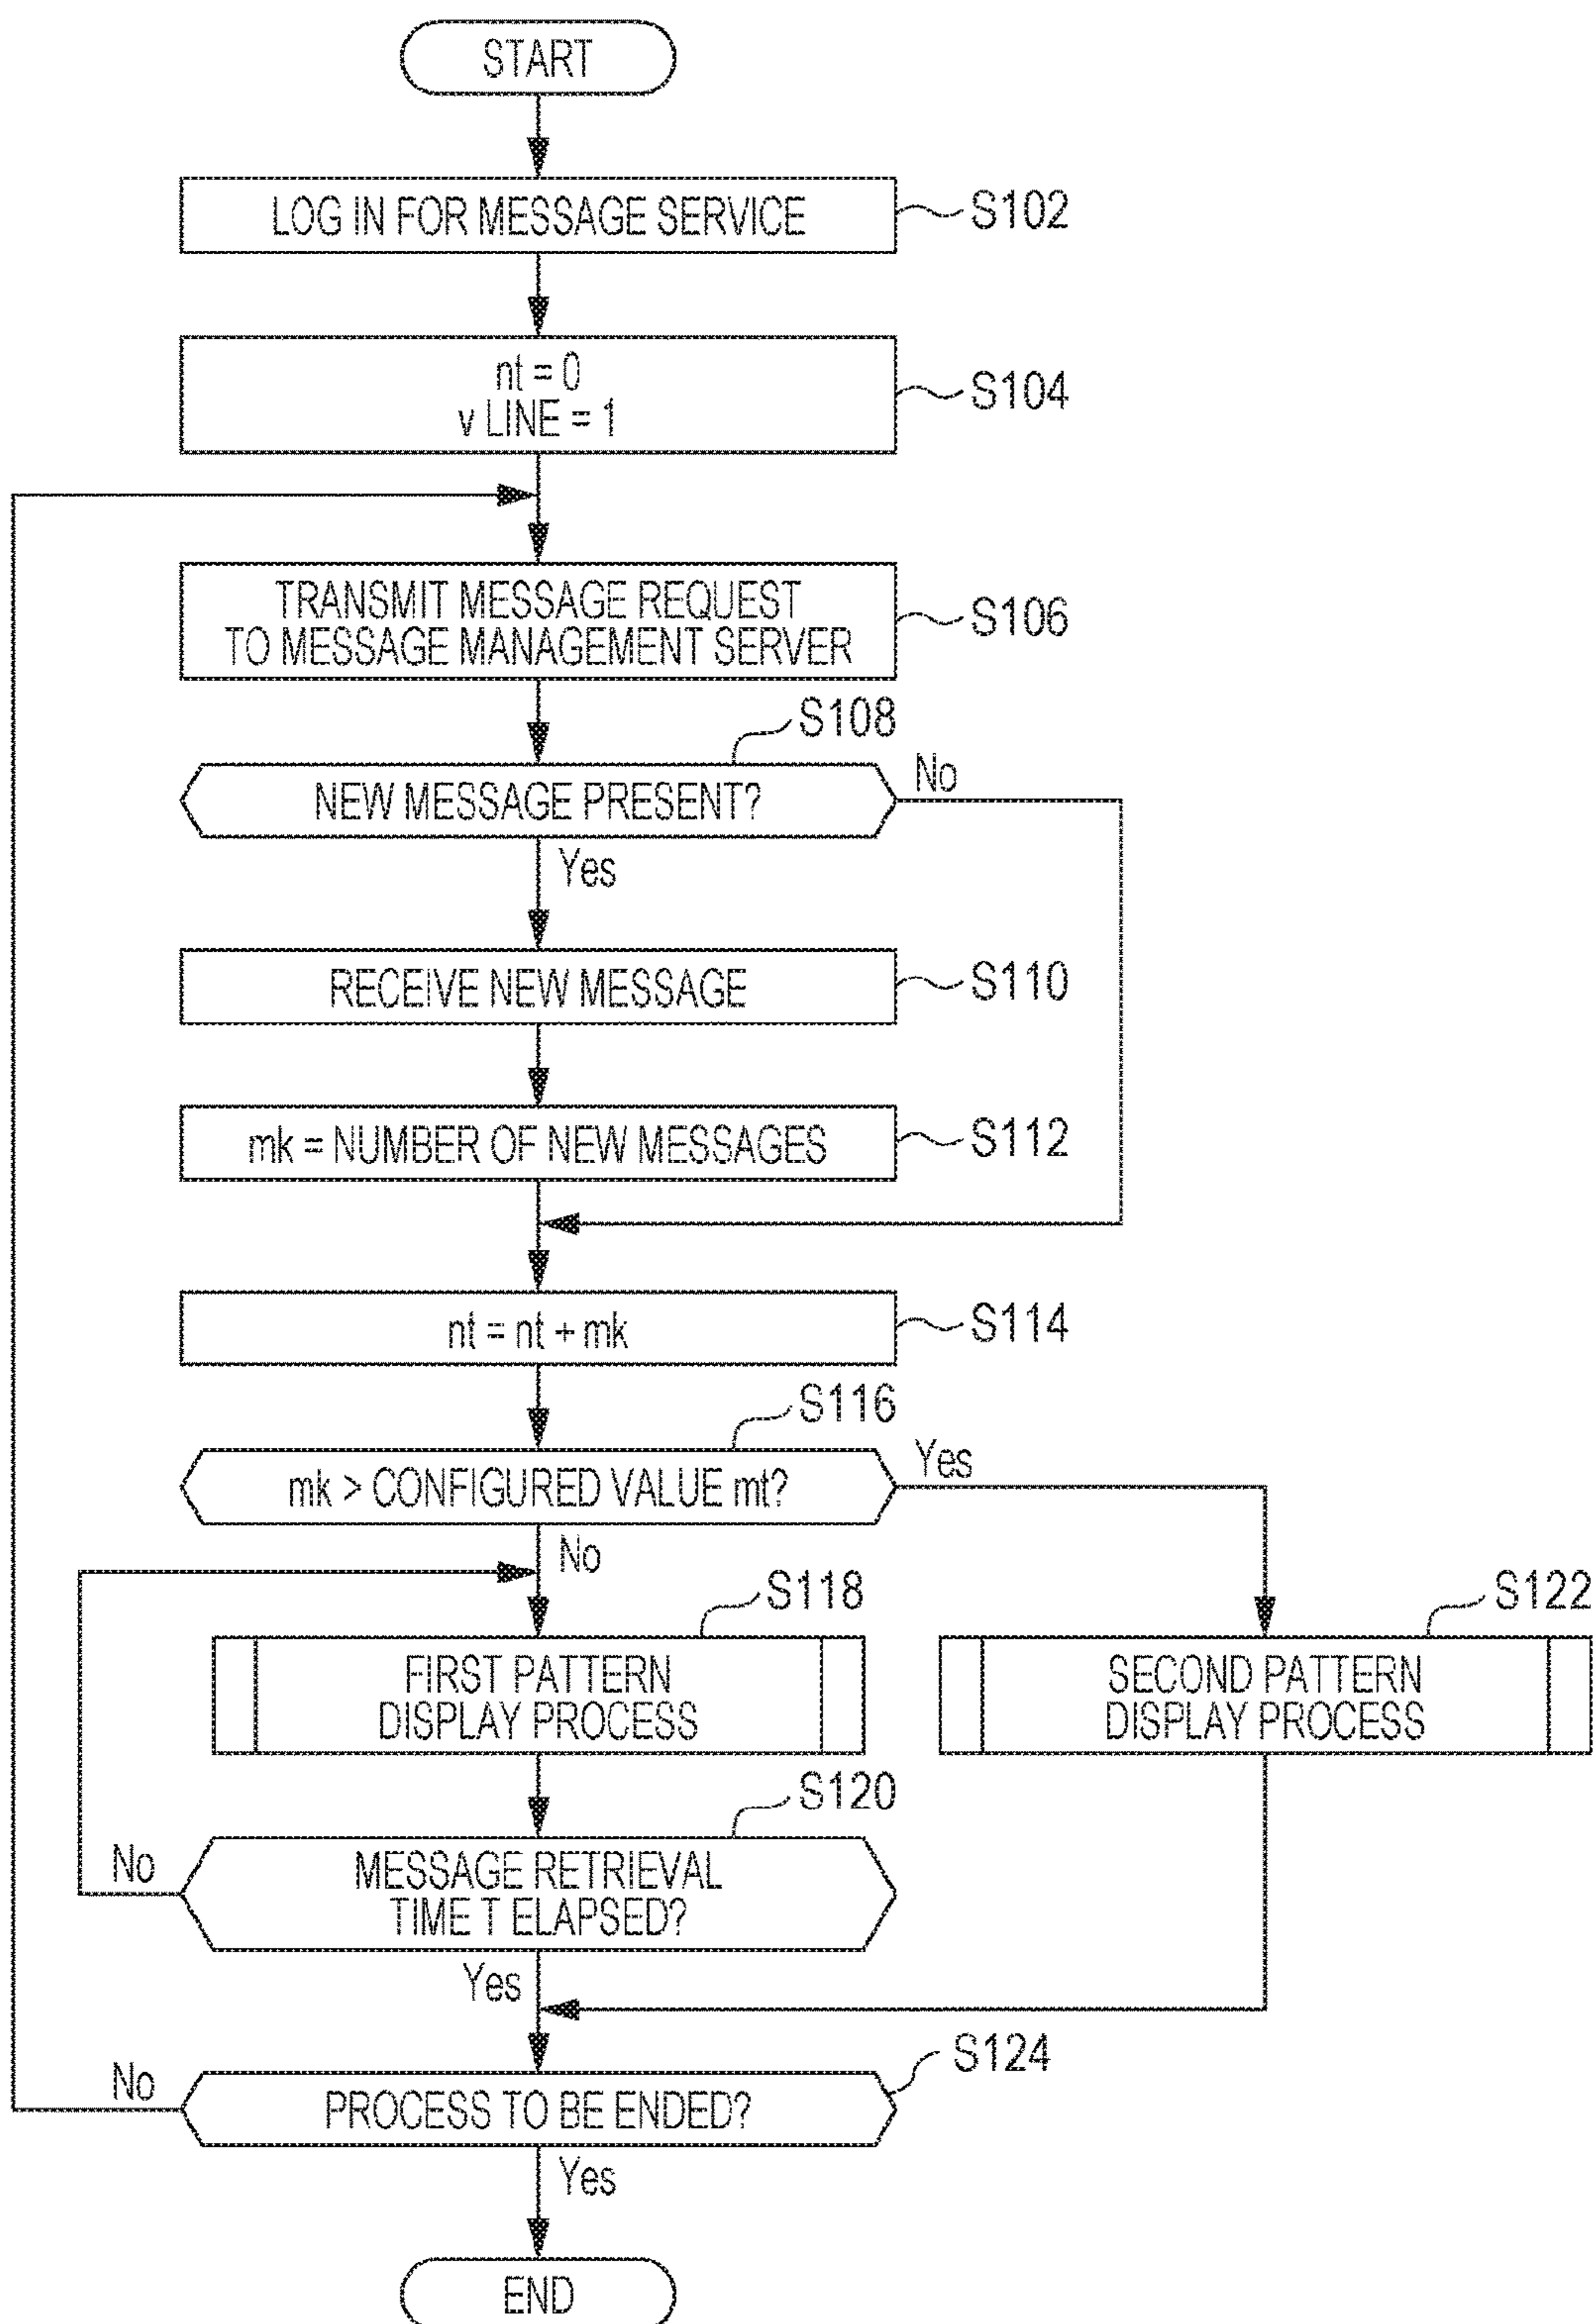 START
LOG IN FOR MESSAGE SERVICE
S102
nt = 0
v LINE = 1
S104
TRANSMIT MESSAGE REQUEST
TO MESSAGE MANAGEMENT SERVER
S106
S108
NEW MESSAGE PRESENT?
No
Yes
RECEIVE NEW MESSAGE
S110
mk = NUMBER OF NEW MESSAGES
S112
nt = nt + mk
S114
S116
mk > CONFIGURED VALUE mt?
Yes
No
S118
FIRST PATTERN
DISPLAY PROCESS
S122
SECOND PATTERN
DISPLAY PROCESS
S120
MESSAGE RETRIEVAL
TIME T ELAPSED?
No
Yes
S124
PROCESS TO BE ENDED?
No
Yes
END